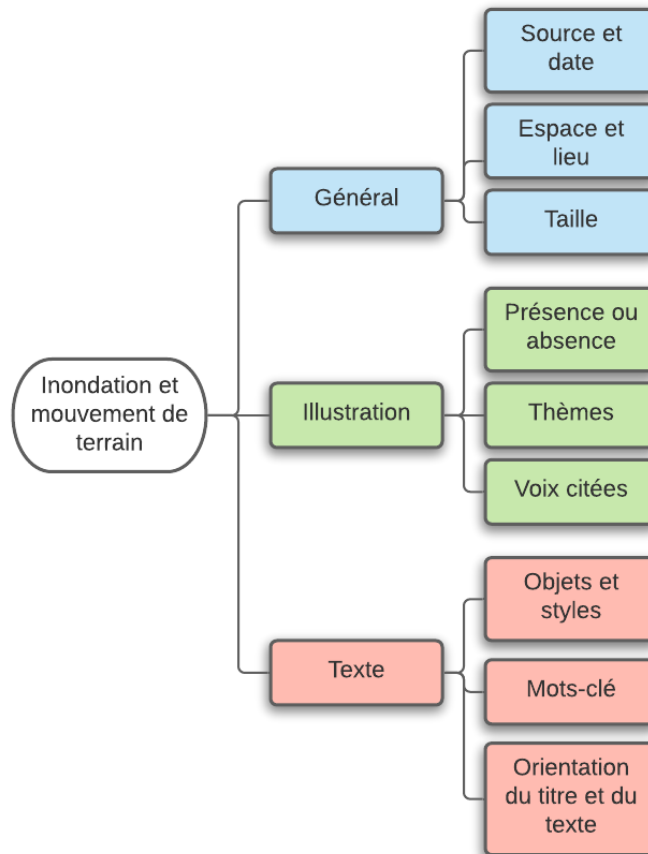 Inondation et
mouvement de
terrain
Général
Source et
date
Espace et
lieu
Taille
Illustration
Présence ou
absence
Thèmes
Voix citées
Texte
Objets et
styles
Mots-clé
Orientation
du titre et du
texte